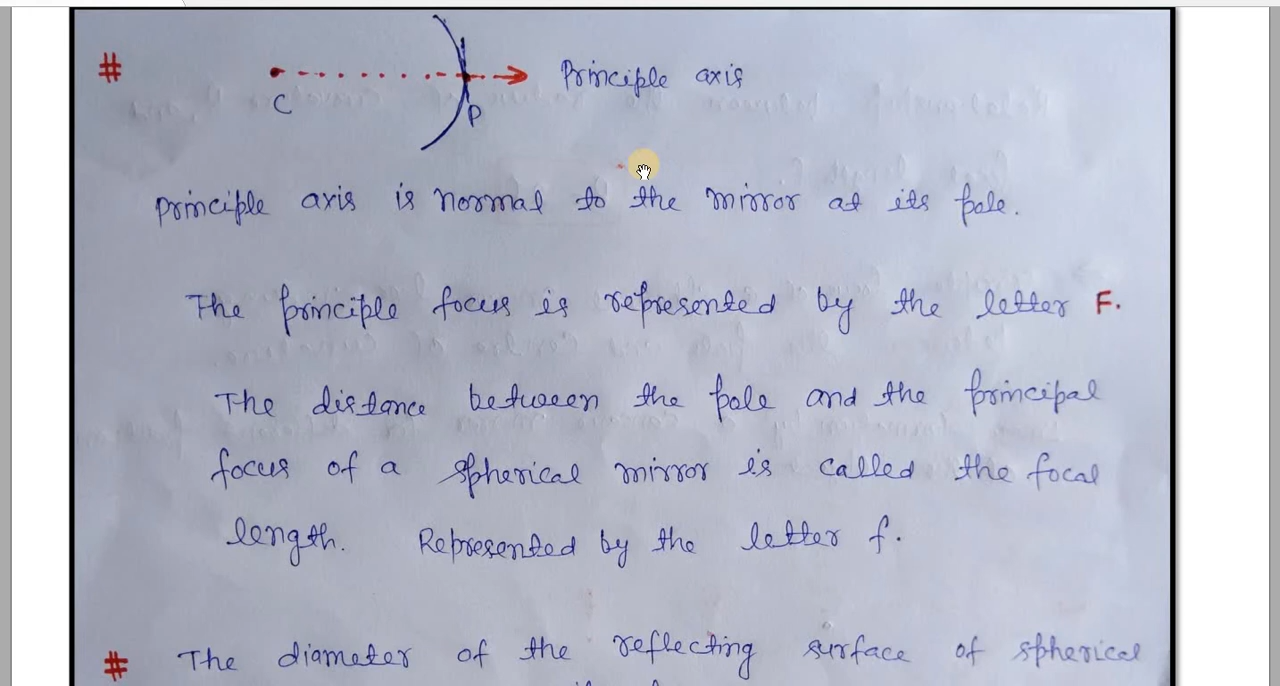 # C P Principle axis
Principle axis is normal to the mirror at its pole.
The principle focus is represented by the letter F.
The distance between the pole and the principal
focus of a spherical mirror is called the focal
length. Represented by the letter f.
# The diameter of the reflecting surface of spherical